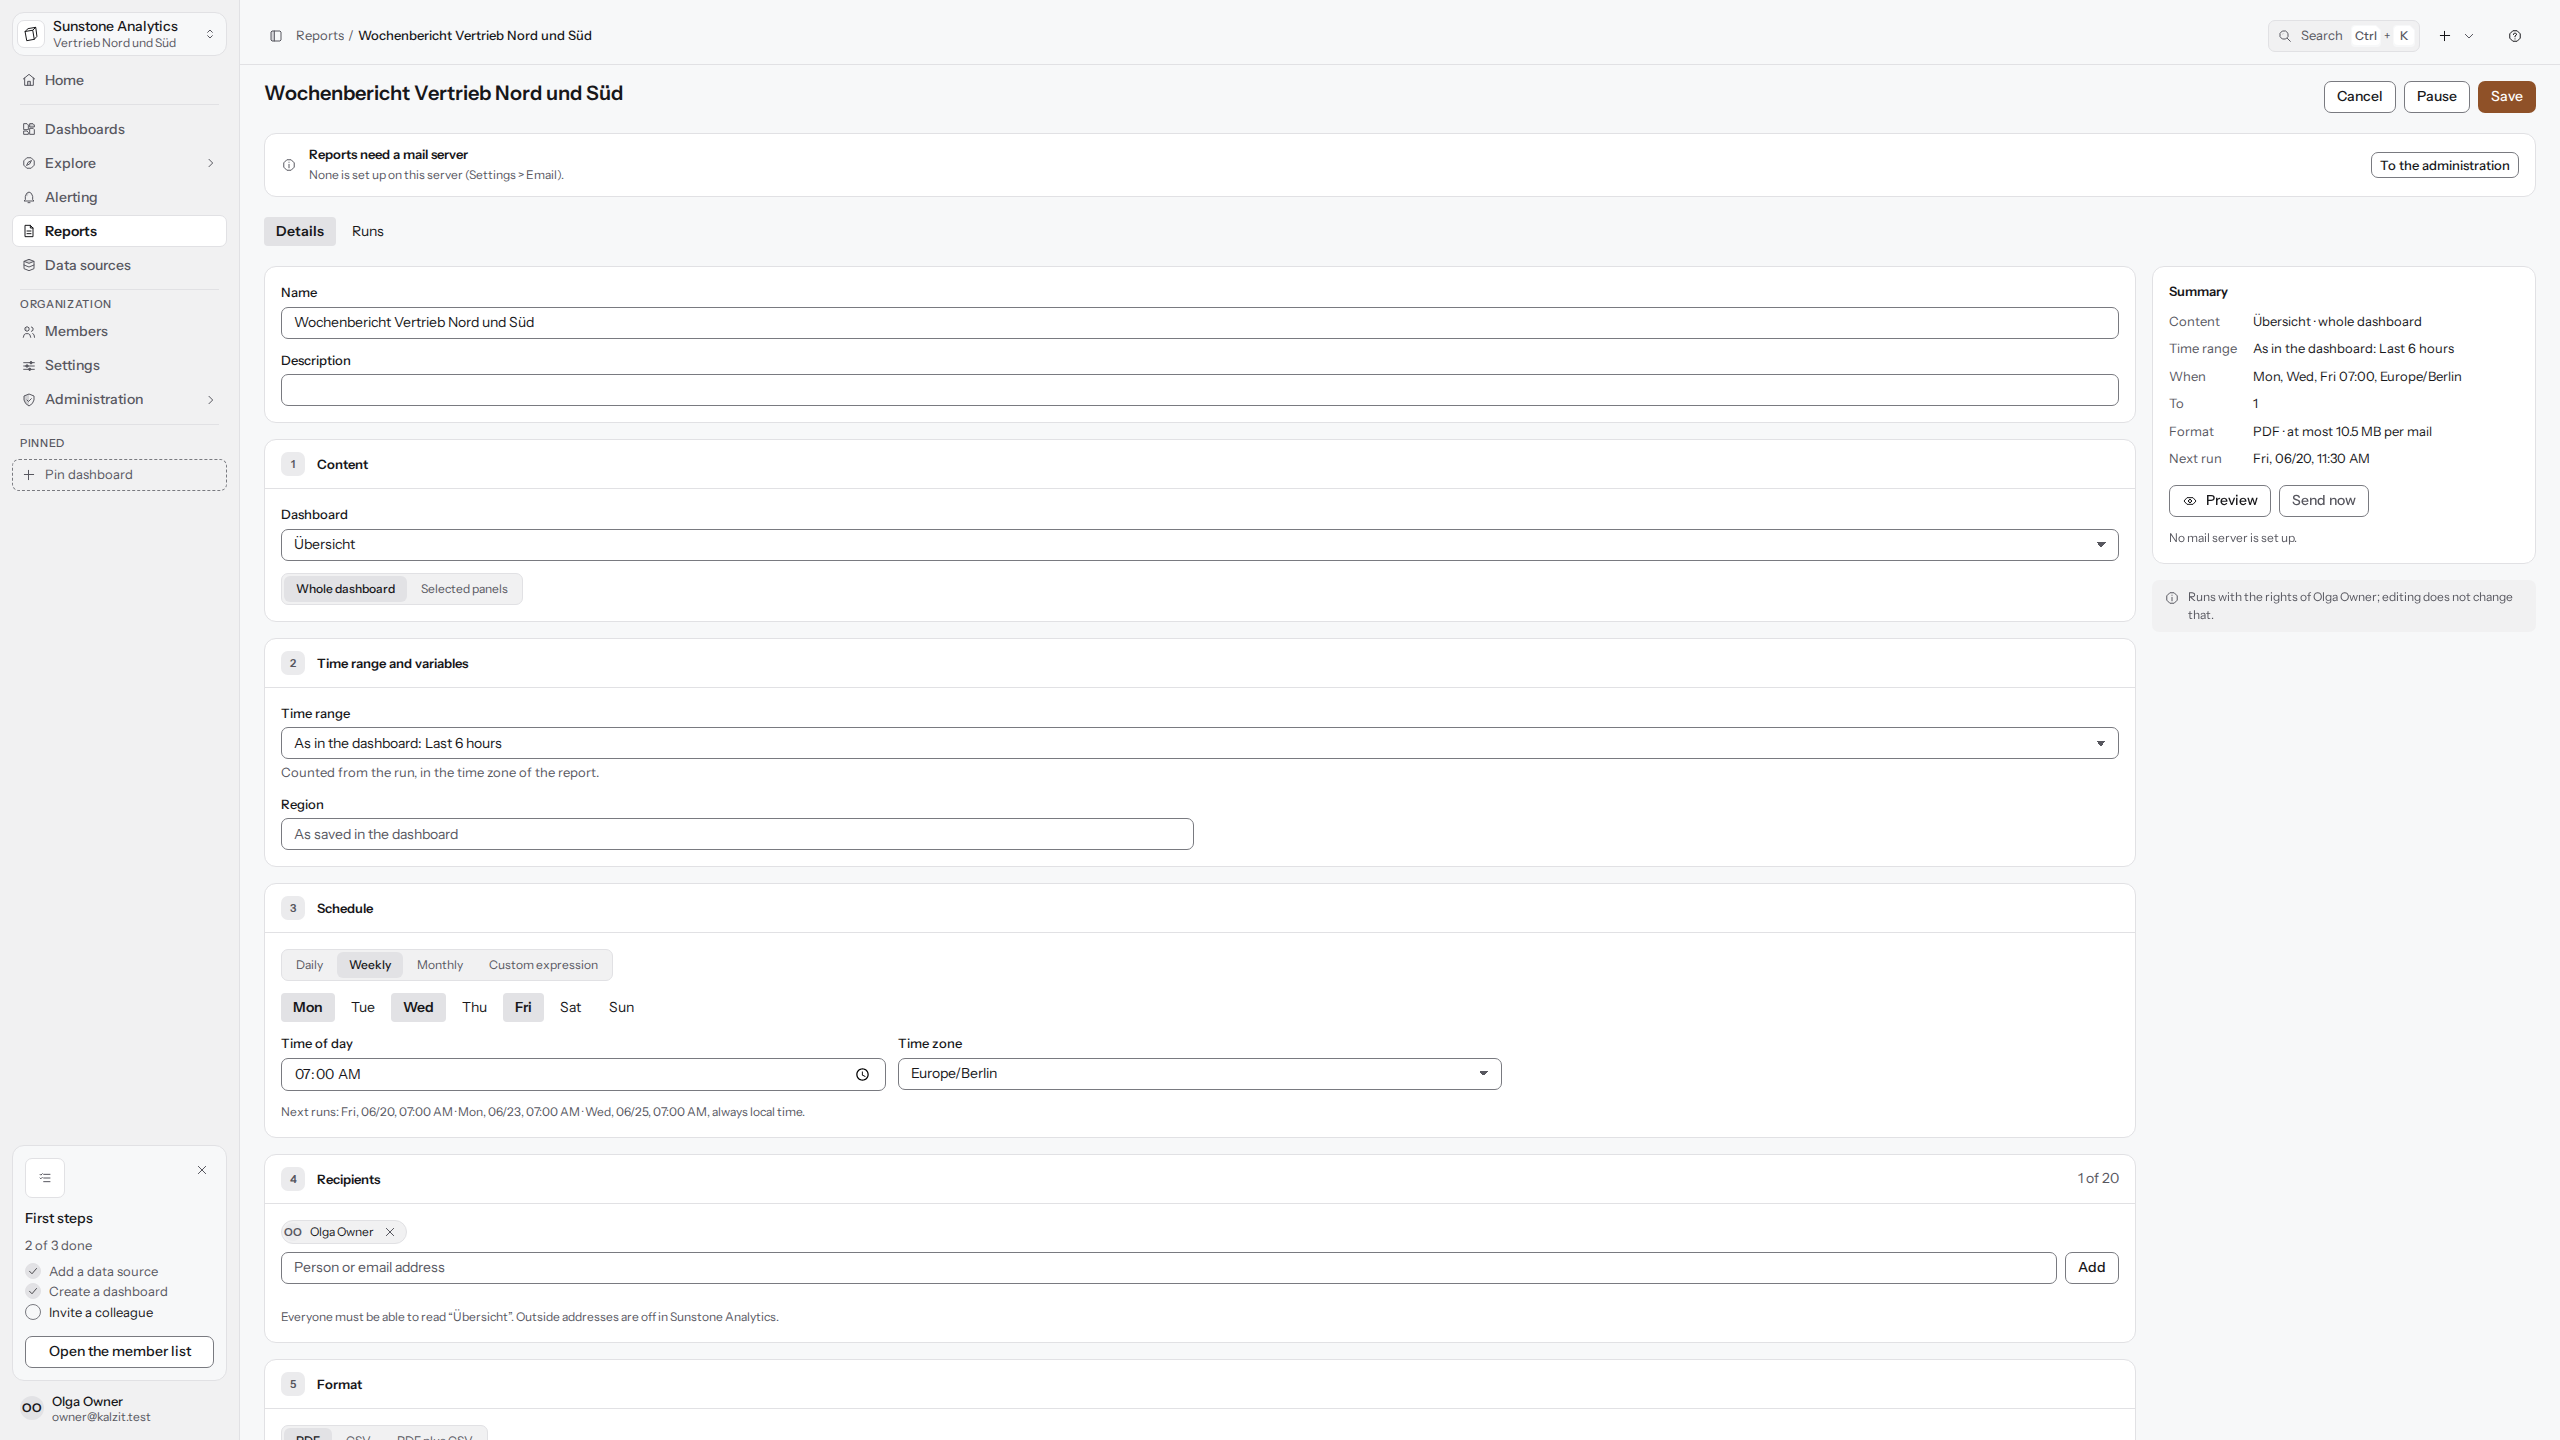 Sunstone Analytics
Vertrieb Nord und Süd
Home
Dashboards
Explore
Alerting
Reports
Data sources
ORGANIZATION
Members
Settings
Administration
PINNED
Pin dashboard
First steps
2 of 3 done
Add a data source
Create a dashboard
Invite a colleague
Open the member list
OO
Olga Owner
owner@kalzit.test
Reports / Wochenbericht Vertrieb Nord und Süd
Search Ctrl + K
Wochenbericht Vertrieb Nord und Süd
Cancel
Pause
Save
Reports need a mail server
None is set up on this server (Settings > Email).
To the administration
Details
Runs
Name
Wochenbericht Vertrieb Nord und Süd
Description
1 Content
Dashboard
Übersicht
Whole dashboard
Selected panels
2 Time range and variables
Time range
As in the dashboard: Last 6 hours
Counted from the run, in the time zone of the report.
Region
As saved in the dashboard
3 Schedule
Daily Weekly Monthly Custom expression
Mon Tue Wed Thu Fri Sat Sun
Time of day
07:00 AM
Time zone
Europe/Berlin
Next runs: Fri, 06/20, 07:00 AM · Mon, 06/23, 07:00 AM · Wed, 06/25, 07:00 AM, always local time.
4 Recipients
1 of 20
OO Olga Owner
Person or email address
Add
Everyone must be able to read “Übersicht”. Outside addresses are off in Sunstone Analytics.
5 Format
PDF CSV PDF plus CSV
Summary
Content Übersicht · whole dashboard
Time range As in the dashboard: Last 6 hours
When Mon, Wed, Fri 07:00, Europe/Berlin
To 1
Format PDF · at most 10.5 MB per mail
Next run Fri, 06/20, 11:30 AM
Preview
Send now
No mail server is set up.
Runs with the rights of Olga Owner; editing does not change
that.